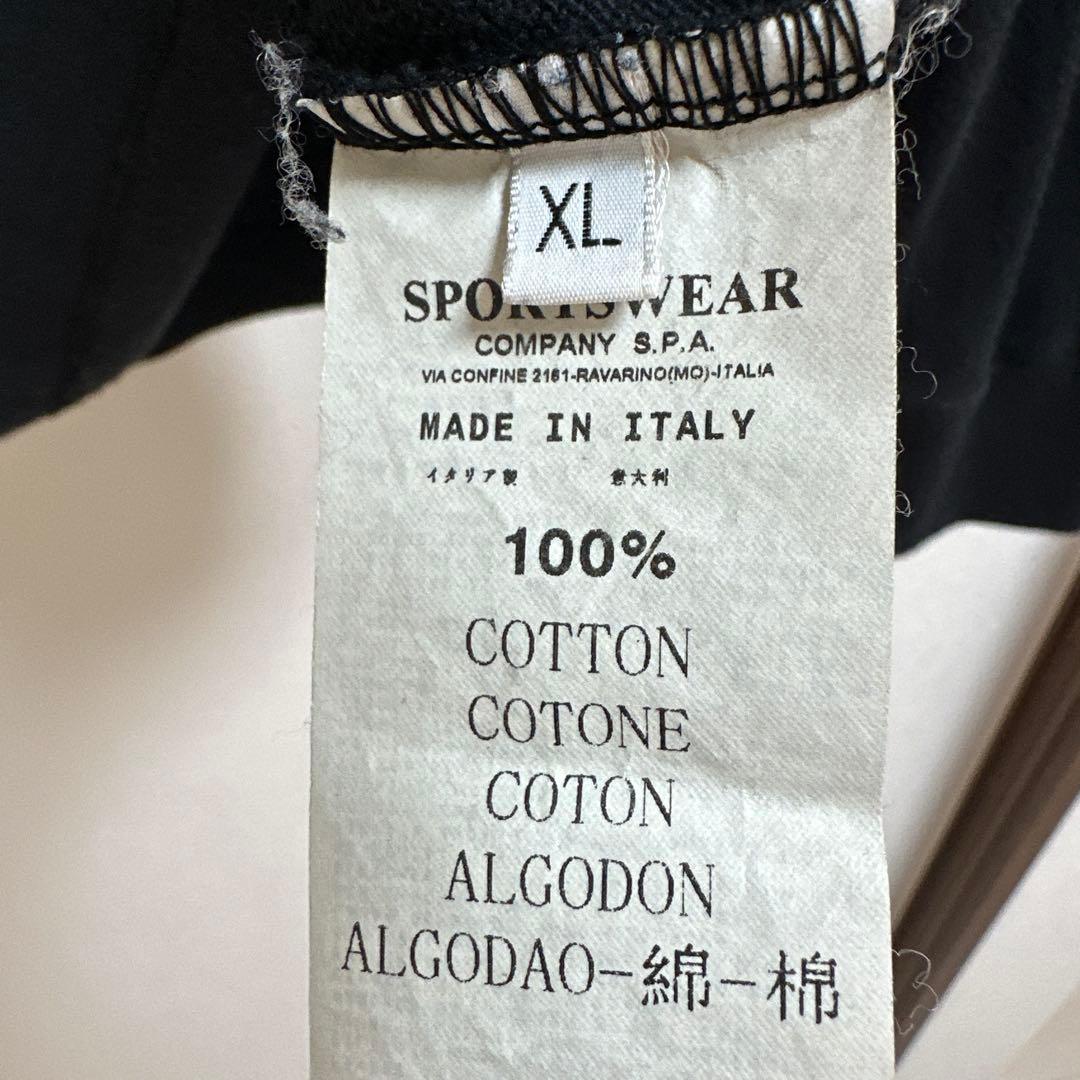 XL
SPORTSWEAR
COMPANY S.P.A.
VIA CONFINE 2161-RAVARINO(MO)-ITALIA
MADE IN ITALY
イタリア製 意大利
100%
COTTON
COTONE
COTON
ALGODON
ALGODAO-綿-棉